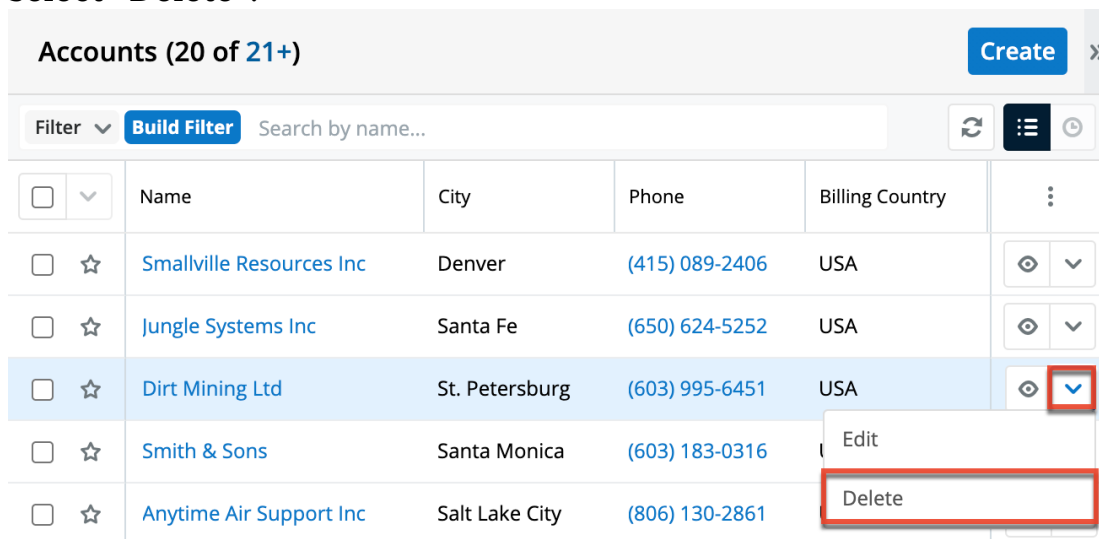 Select "Delete".
Accounts (20 of 21+)
Create
Filter
Build Filter
Search by name...
Name City Phone Billing Country
Smallville Resources Inc Denver (415) 089-2406 USA
Jungle Systems Inc Santa Fe (650) 624-5252 USA
Dirt Mining Ltd St. Petersburg (603) 995-6451 USA
Smith & Sons Santa Monica (603) 183-0316
Edit
Delete
Anytime Air Support Inc Salt Lake City (806) 130-2861